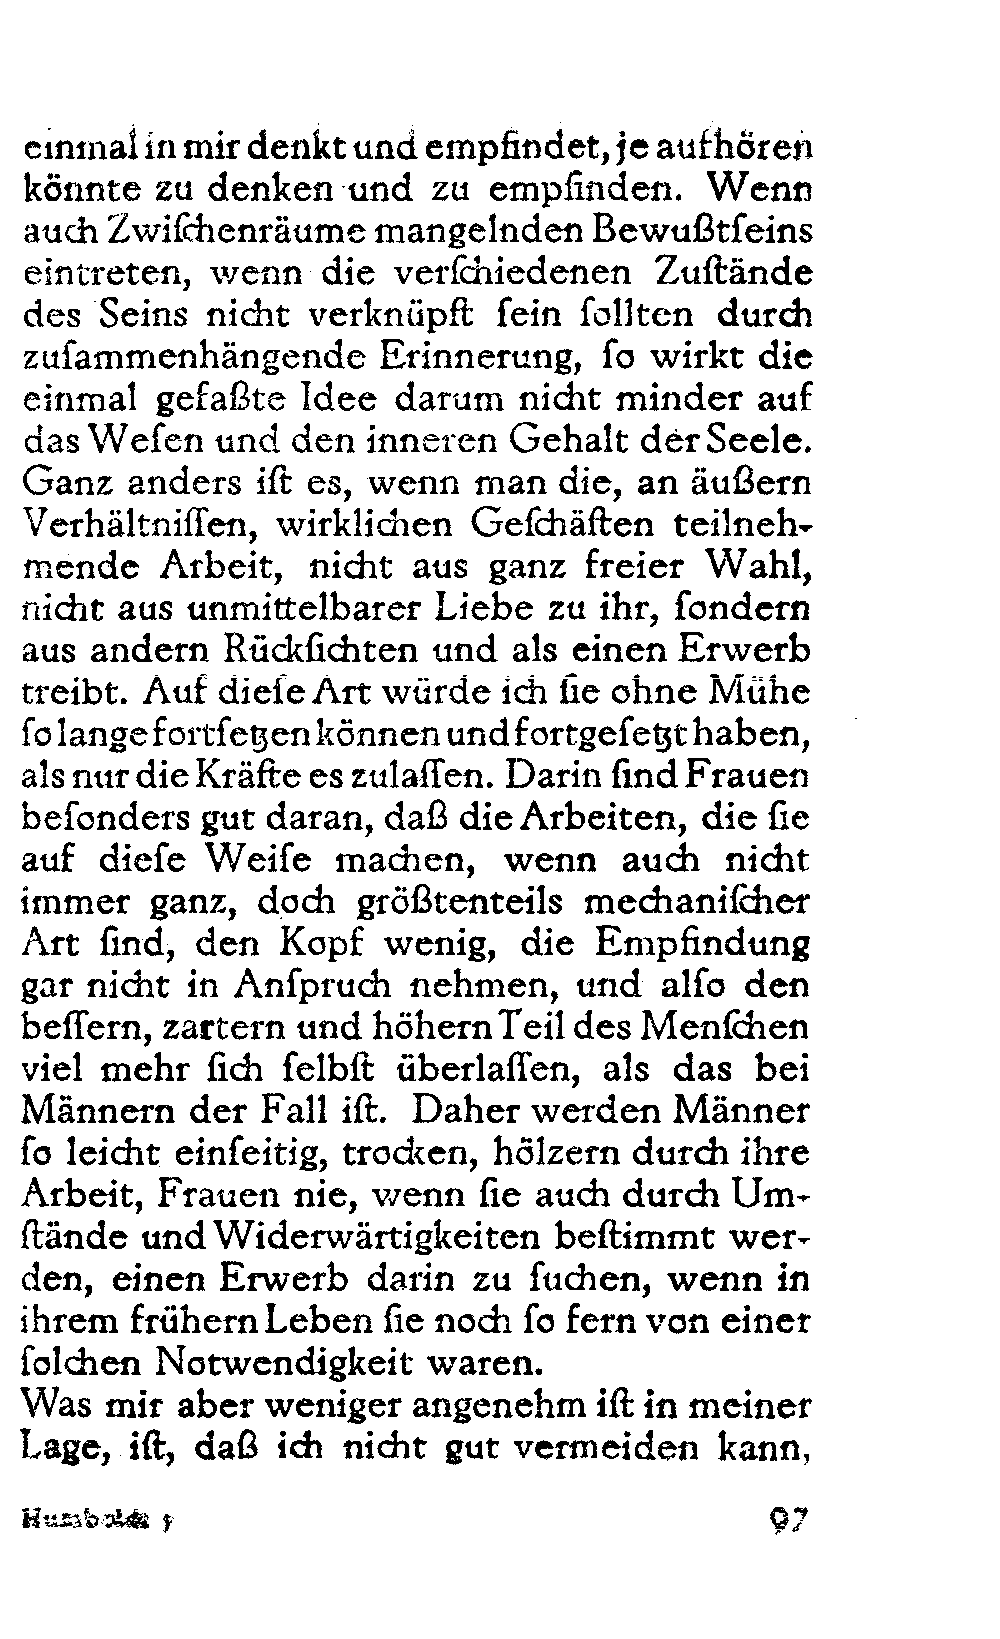 einmal in mir denkt und empfindet, je aufhören
könnte zu denken und zu empfinden. Wenn
auch Zwiſchenräume mangelnden Bewußtſeins
eintreten, wenn die verſchiedenen Zuſtände
des Seins nicht verknüpft ſein ſollten durch
zuſammenhängende Erinnerung, ſo wirkt die
einmal gefaßte Idee darum nicht minder auf
das Weſen und den inneren Gehalt der Seele.
Ganz anders iſt es, wenn man die, an äußern
Verhältniſſen, wirklichen Geſchäften teilneh-
mende Arbeit, nicht aus ganz freier Wahl,
nicht aus unmittelbarer Liebe zu ihr, ſondern
aus andern Rückſichten und als einen Erwerb
treibt. Auf dieſe Art würde ich ſie ohne Mühe
ſo lange fortſetzen können und fortgeſetzt haben,
als nur die Kräfte es zulaſſen. Darin ſind Frauen
beſonders gut daran, daß die Arbeiten, die ſie
auf dieſe Weiſe machen, wenn auch nicht
immer ganz, doch größtenteils mechaniſcher
Art ſind, den Kopf wenig, die Empfindung
gar nicht in Anſpruch nehmen, und alſo den
beſſern, zartern und höhern Teil des Menſchen
viel mehr ſich ſelbſt überlaſſen, als das bei
Männern der Fall iſt. Daher werden Männer
ſo leicht einſeitig, trocken, hölzern durch ihre
Arbeit, Frauen nie, wenn ſie auch durch Um-
ſtände und Widerwärtigkeiten beſtimmt wer-
den, einen Erwerb darin zu ſuchen, wenn in
ihrem frühern Leben ſie noch ſo fern von einer
ſolchen Notwendigkeit waren.
Was mir aber weniger angenehm iſt in meiner
Lage, iſt, daß ich nicht gut vermeiden kann,
Humboldt 97